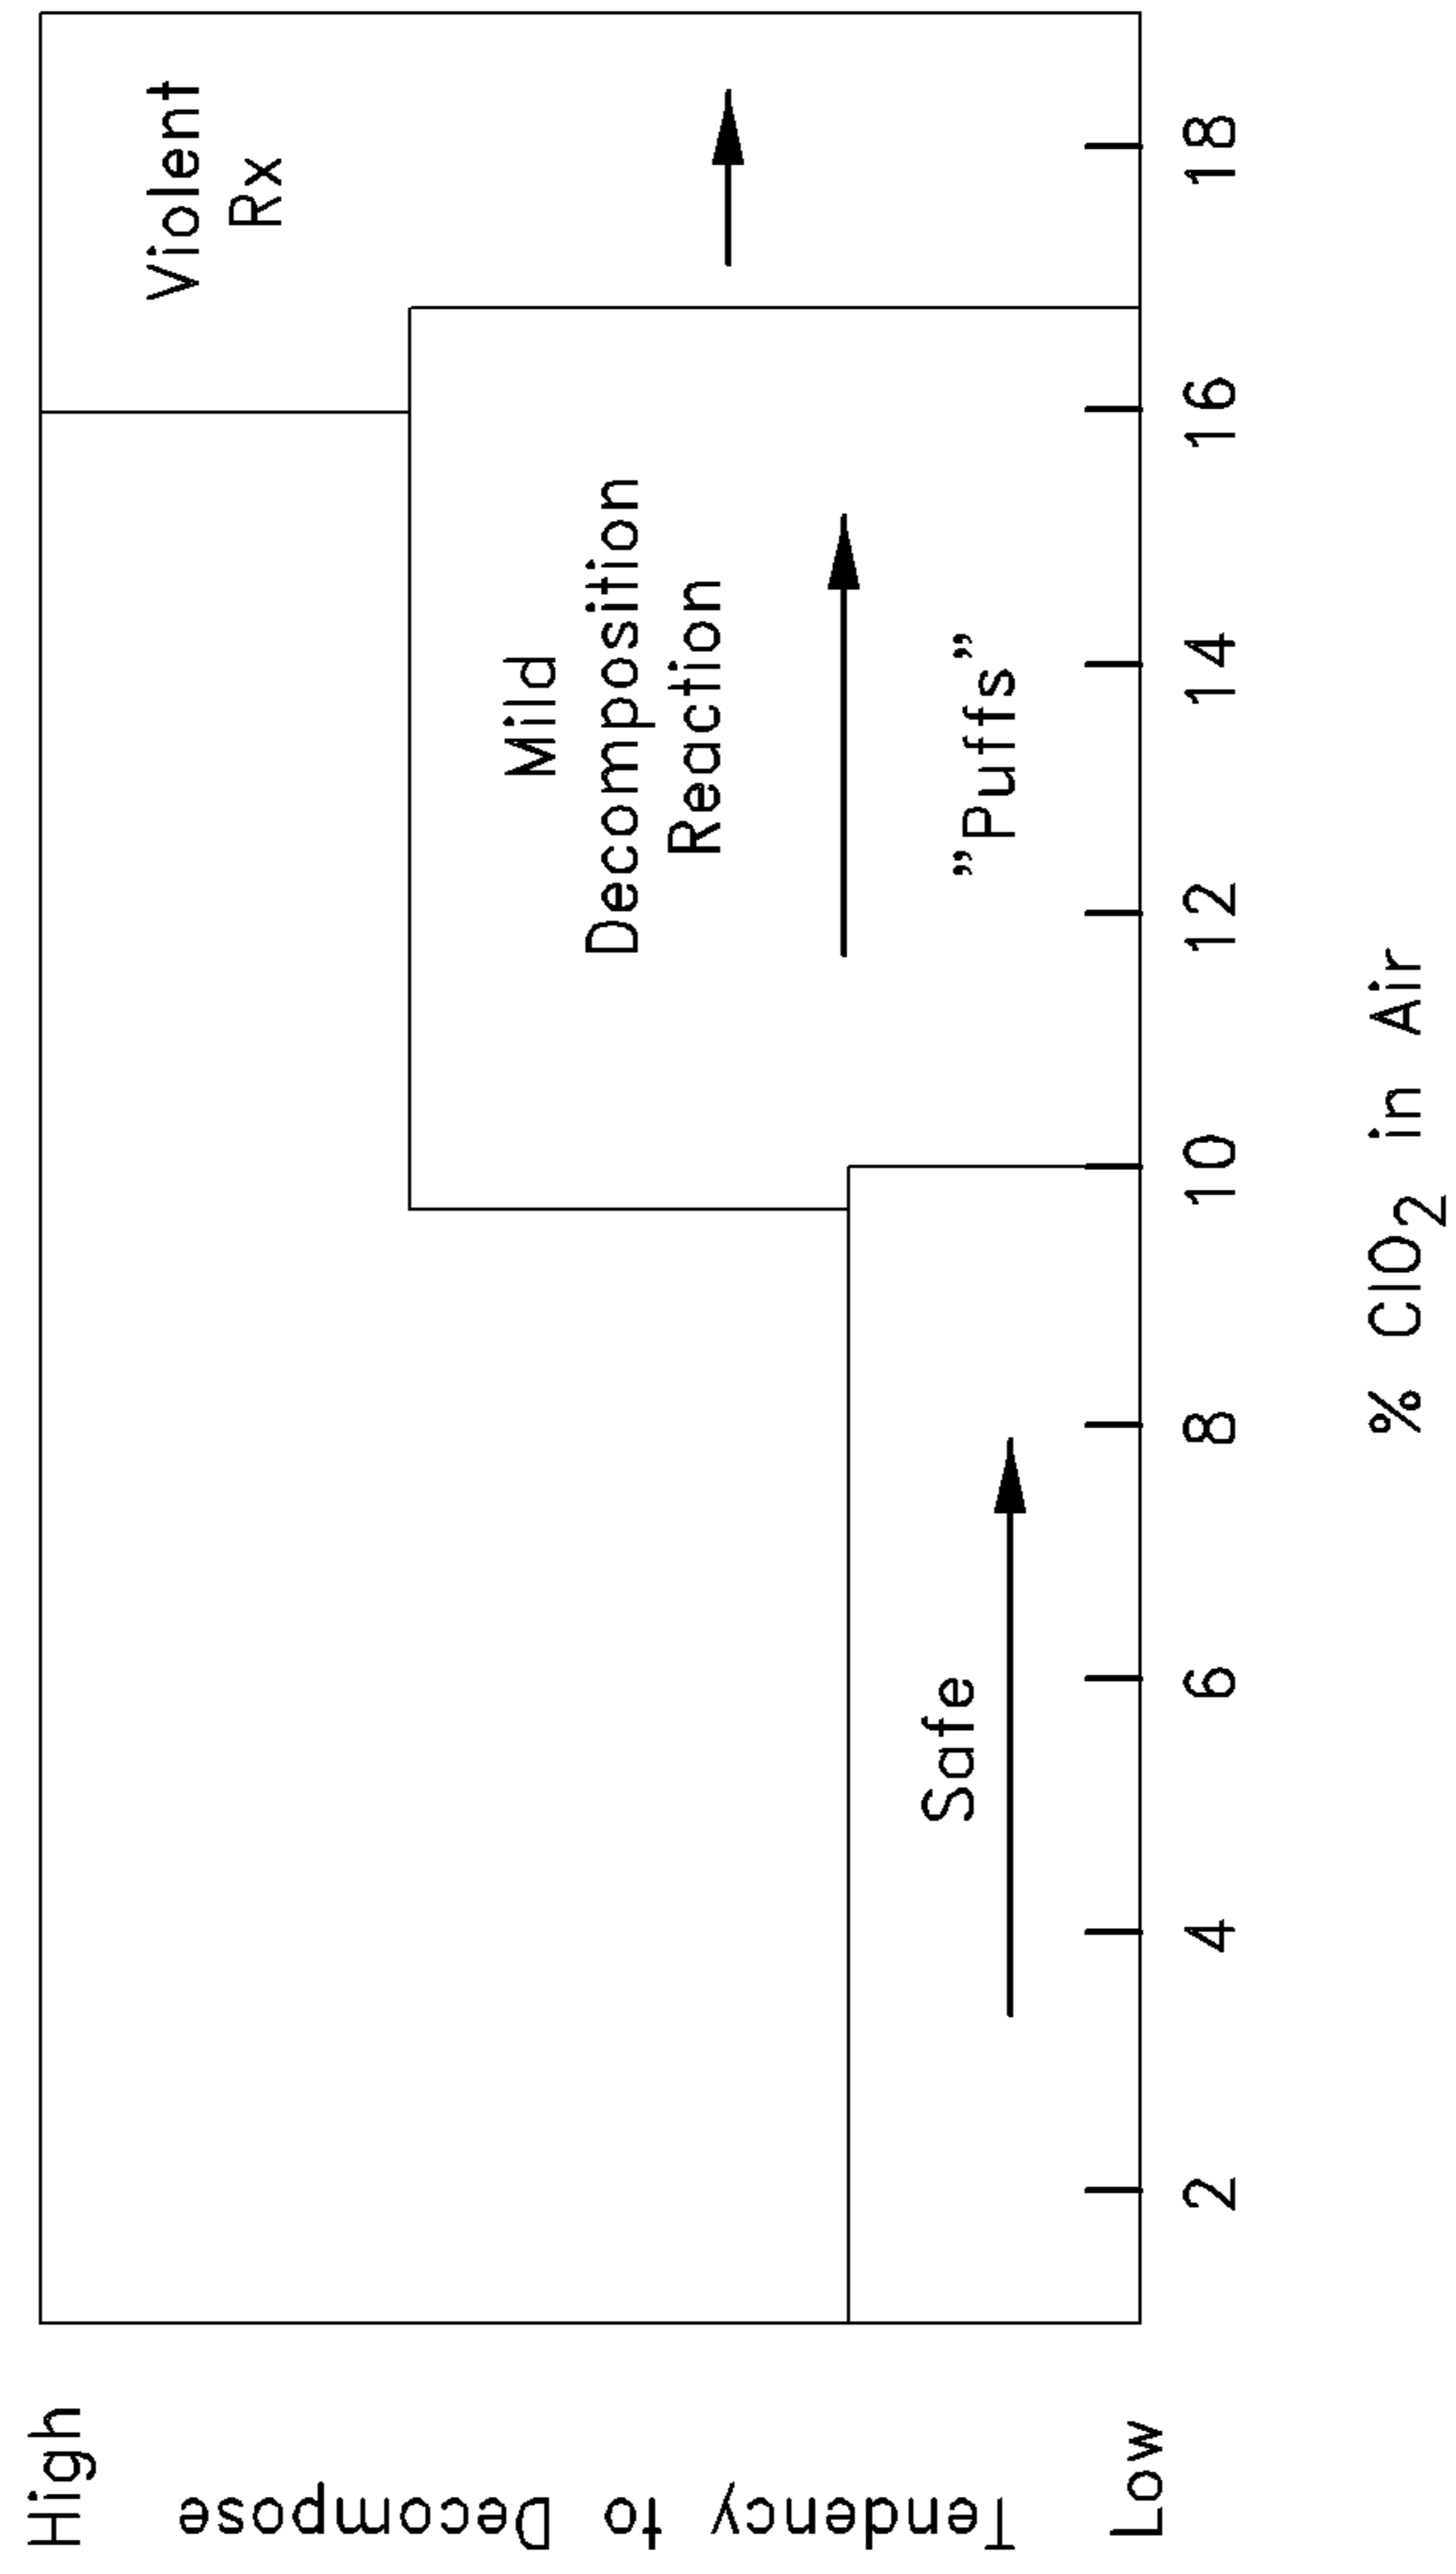 High
Tendency to Decompose
Low
Violent
Rx
Mild
Decomposition
Reaction
"Puffs"
Safe
2 4 6 8 10 12 14 16 18
% ClO₂ in Air